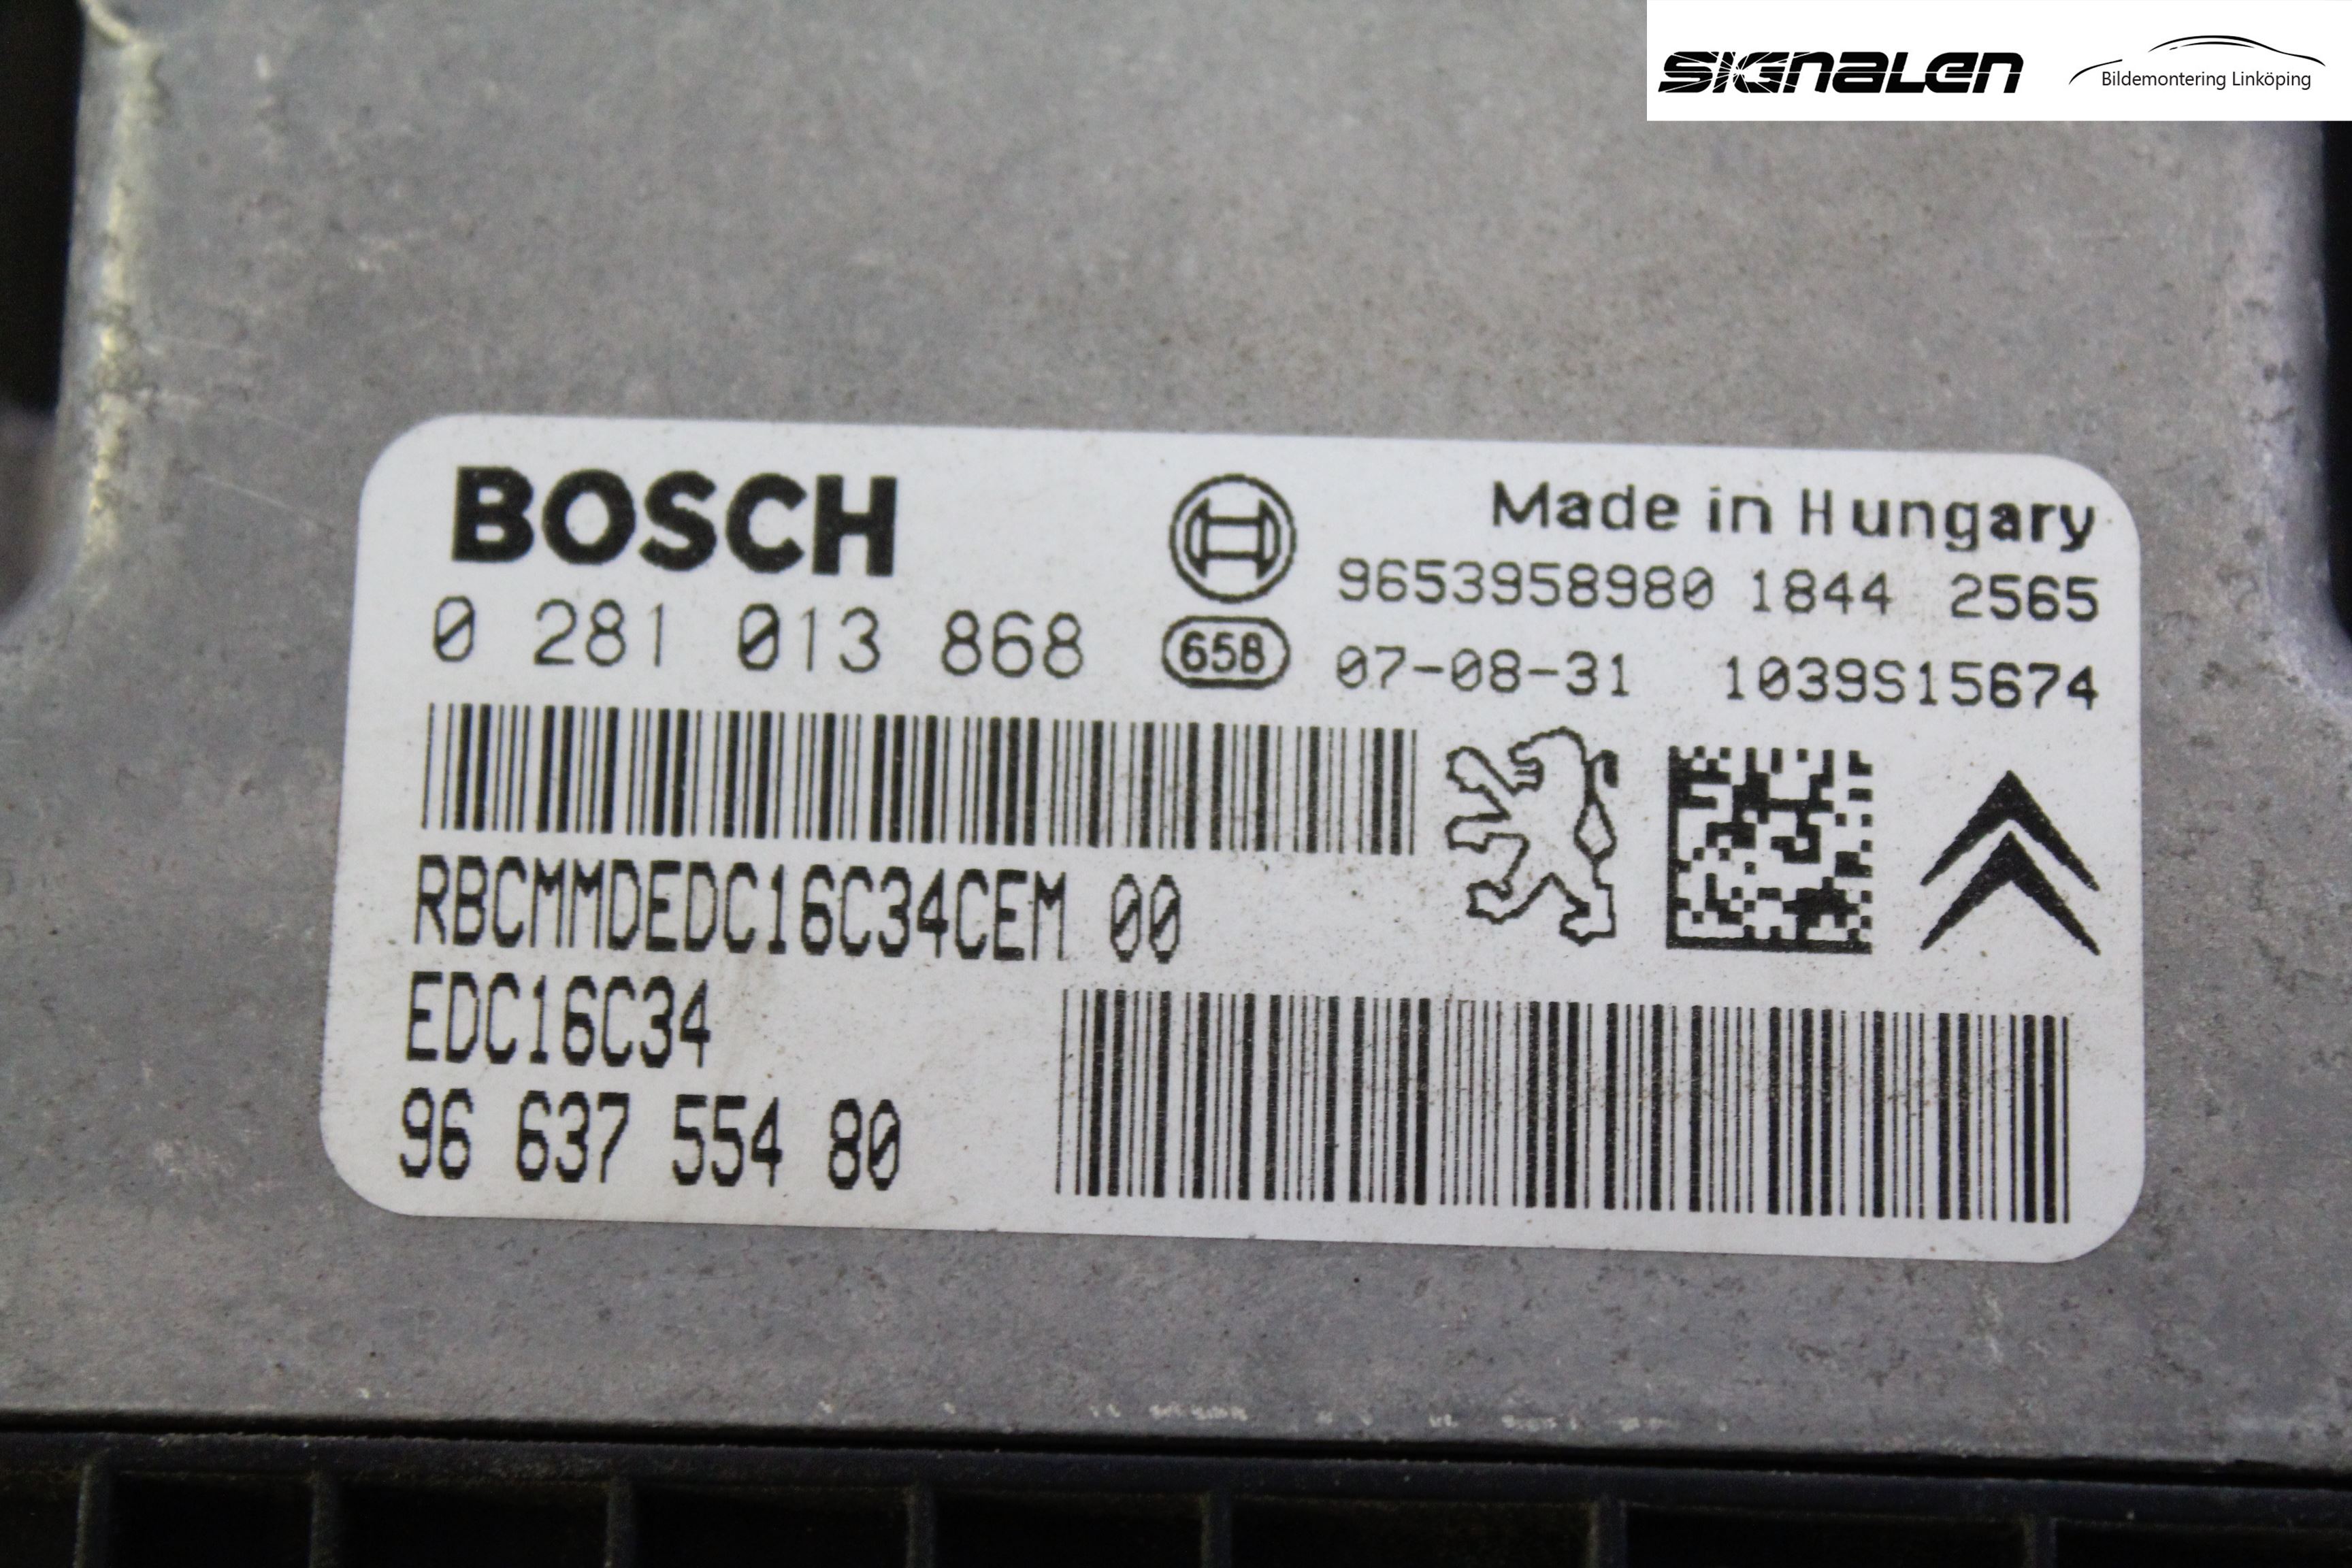 SIGNALEN
Bildemontering Linköping
BOSCH
Made in Hungary
9653958980 1844 2565
0 281 013 868
658
07-08-31 1039S15674
RBCMMDEDC16C34CEM 00
EDC16C34
96 637 554 80